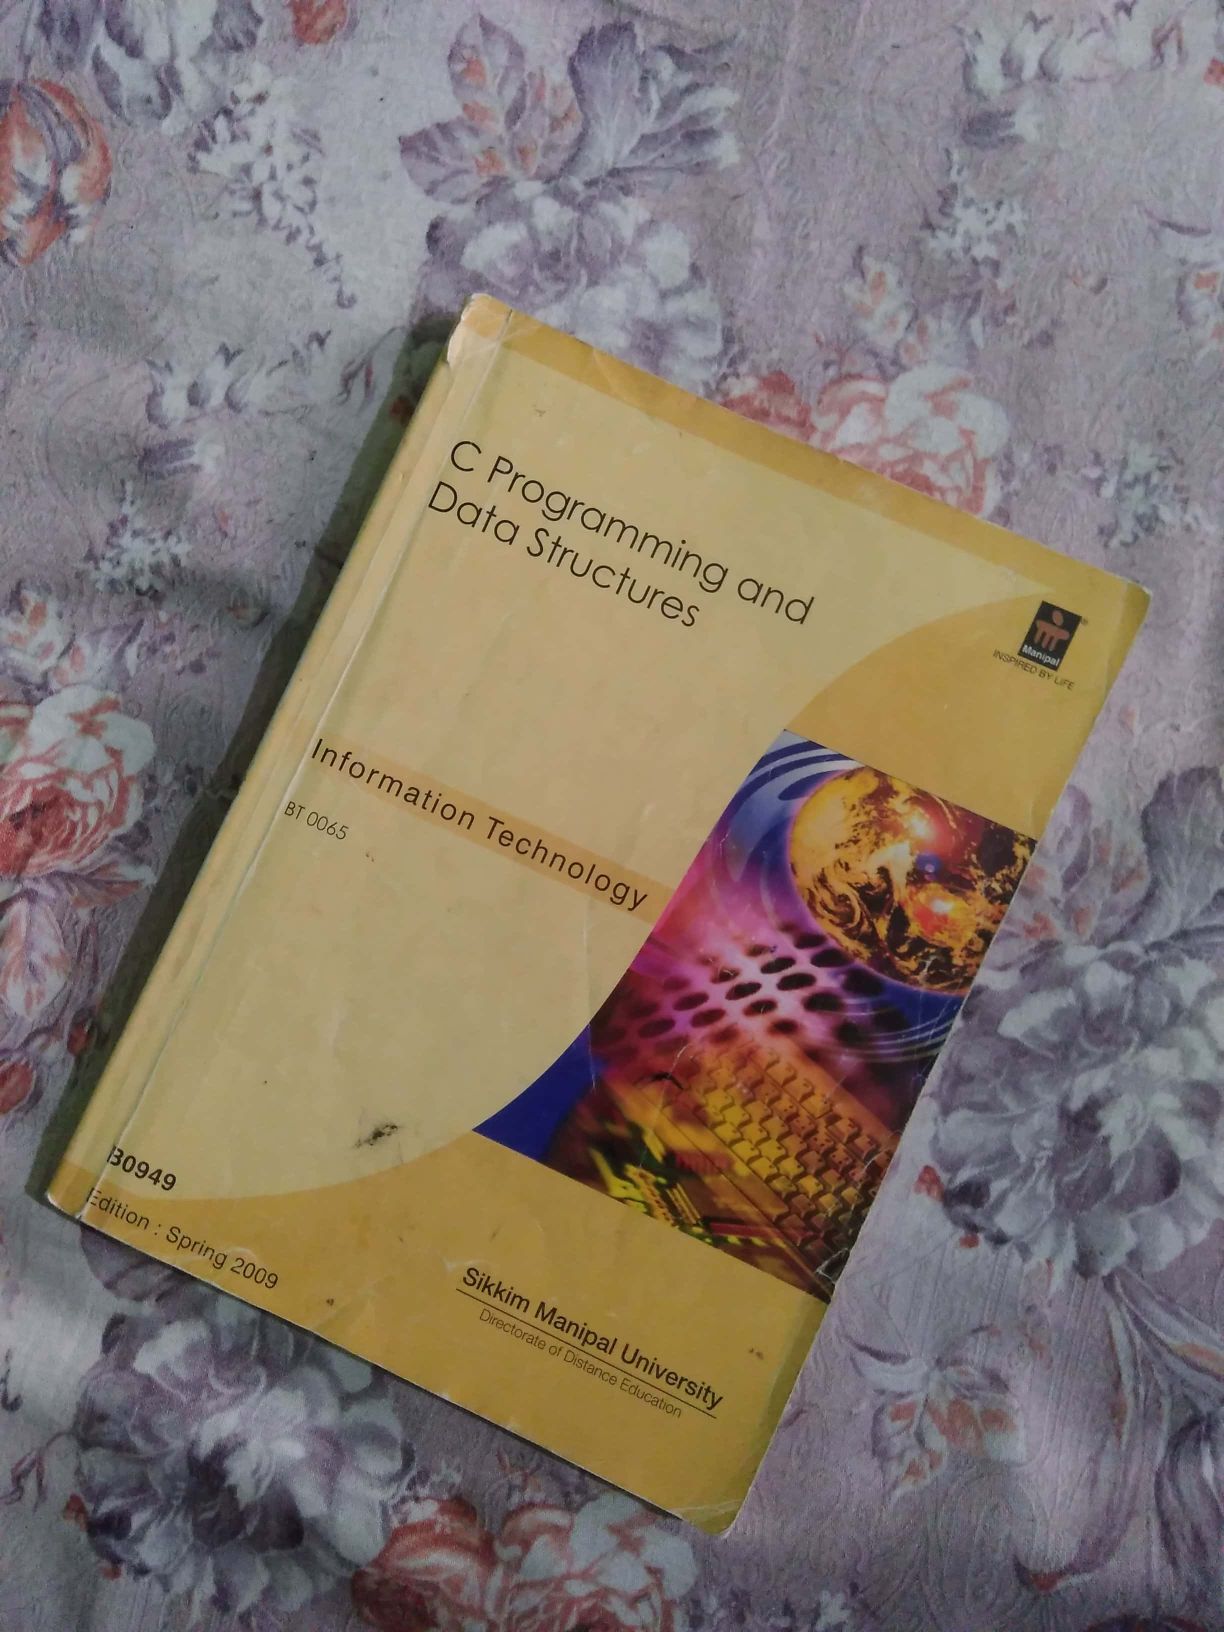 C Programming and
Data Structures
Manipal
®
INSPIRED BY LIFE
Information Technology
BT 0065
B0949
Edition : Spring 2009
Sikkim Manipal University
Directorate of Distance Education